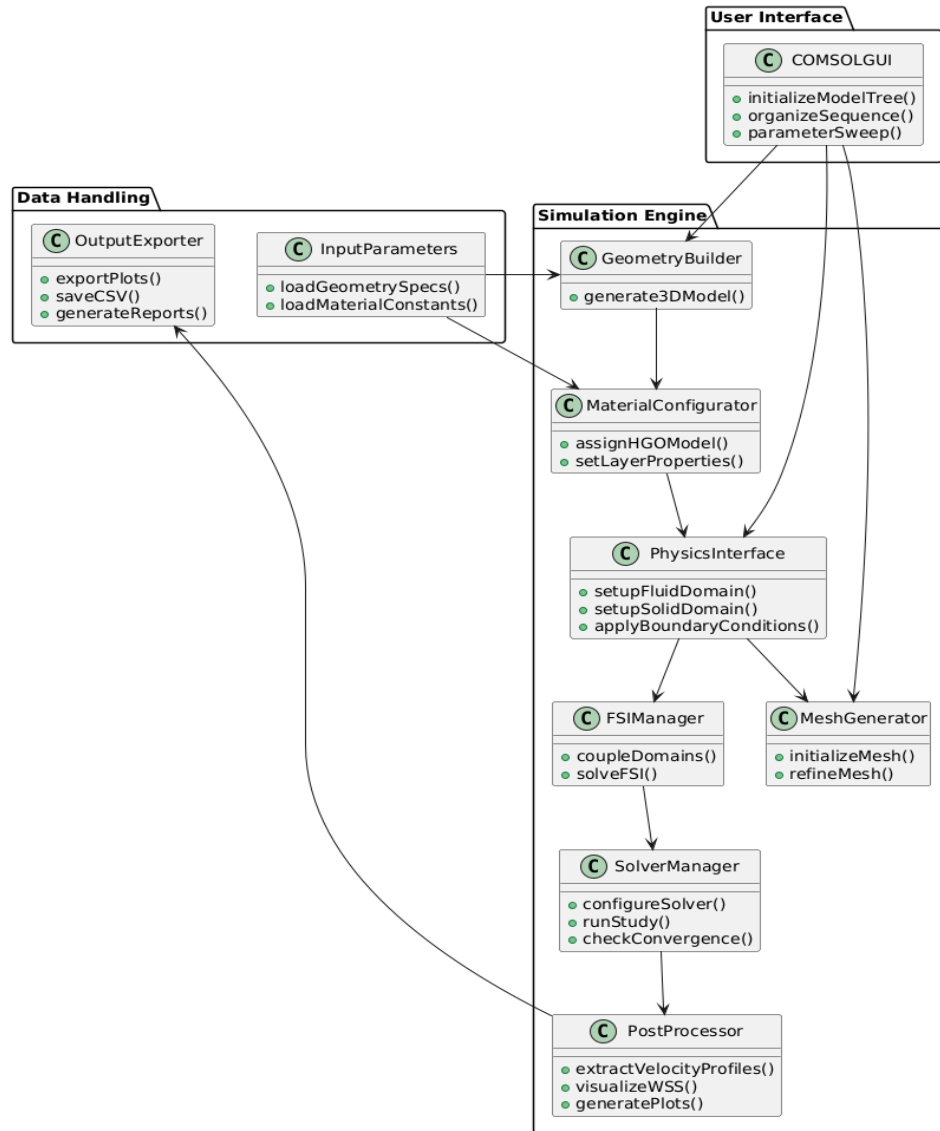 User Interface
C COMSOLGUI
initializeModelTree()
organizeSequence()
parameterSweep()
Data Handling
C OutputExporter
exportPlots()
saveCSV()
generateReports()
C InputParameters
loadGeometrySpecs()
loadMaterialConstants()
Simulation Engine
C GeometryBuilder
generate3DModel()
C MaterialConfigurator
assignHGOModel()
setLayerProperties()
C PhysicsInterface
setupFluidDomain()
setupSolidDomain()
applyBoundaryConditions()
C FSIManager
coupleDomains()
solveFSI()
C MeshGenerator
initializeMesh()
refineMesh()
C SolverManager
configureSolver()
runStudy()
checkConvergence()
C PostProcessor
extractVelocityProfiles()
visualizeWSS()
generatePlots()